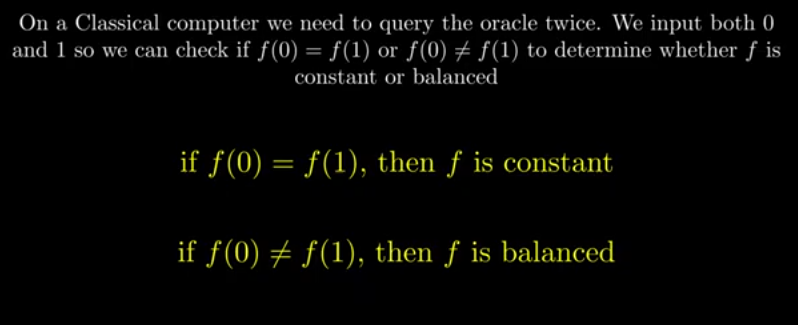 On a Classical computer we need to query the oracle twice. We input both 0
and 1 so we can check if f(0) = f(1) or f(0) ≠ f(1) to determine whether f is
constant or balanced
if f(0) = f(1), then f is constant
if f(0) ≠ f(1), then f is balanced